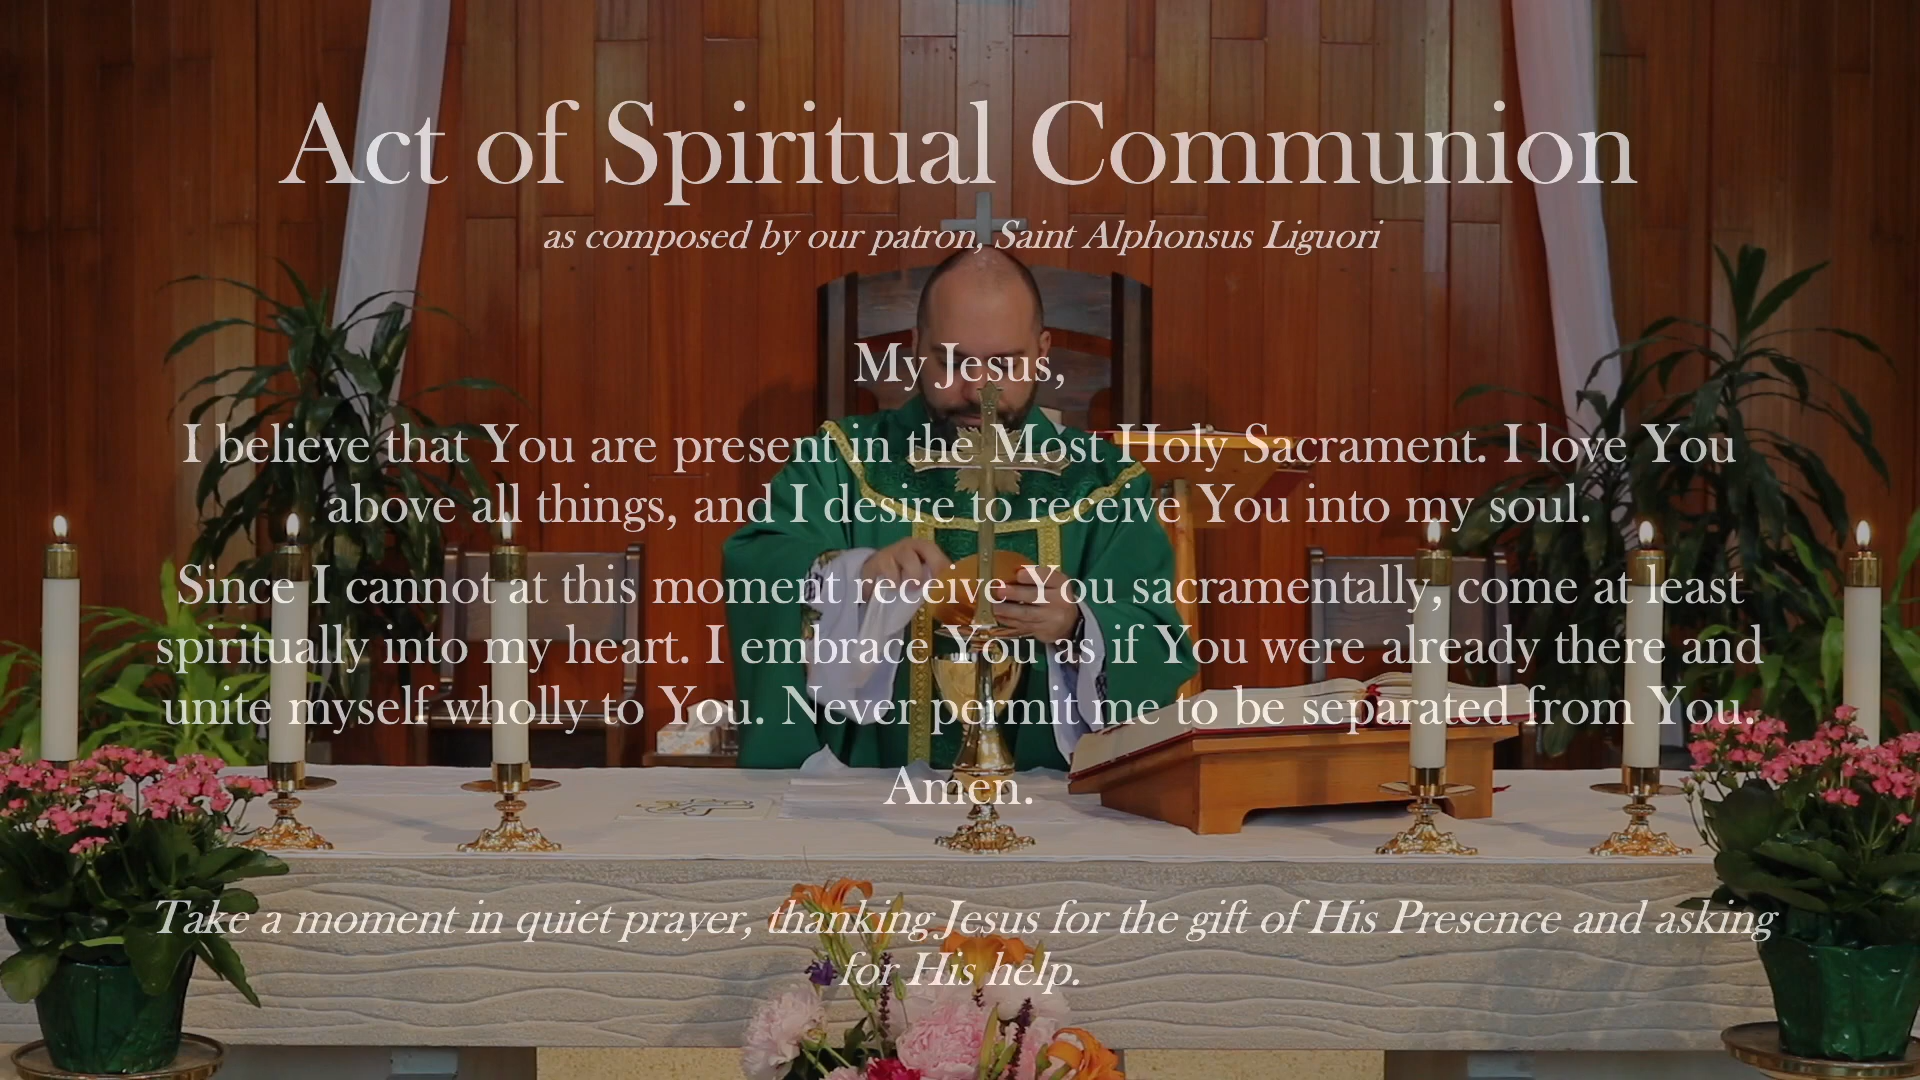 Act of Spiritual Communion
as composed by our patron, Saint Alphonsus Liguori
My Jesus,
I believe that You are present in the Most Holy Sacrament. I love You
above all things, and I desire to receive You into my soul.
Since I cannot at this moment receive You sacramentally, come at least
spiritually into my heart. I embrace You as if You were already there and
unite myself wholly to You. Never permit me to be separated from You.
Amen.
Take a moment in quiet prayer, thanking Jesus for the gift of His Presence and asking
for His help.